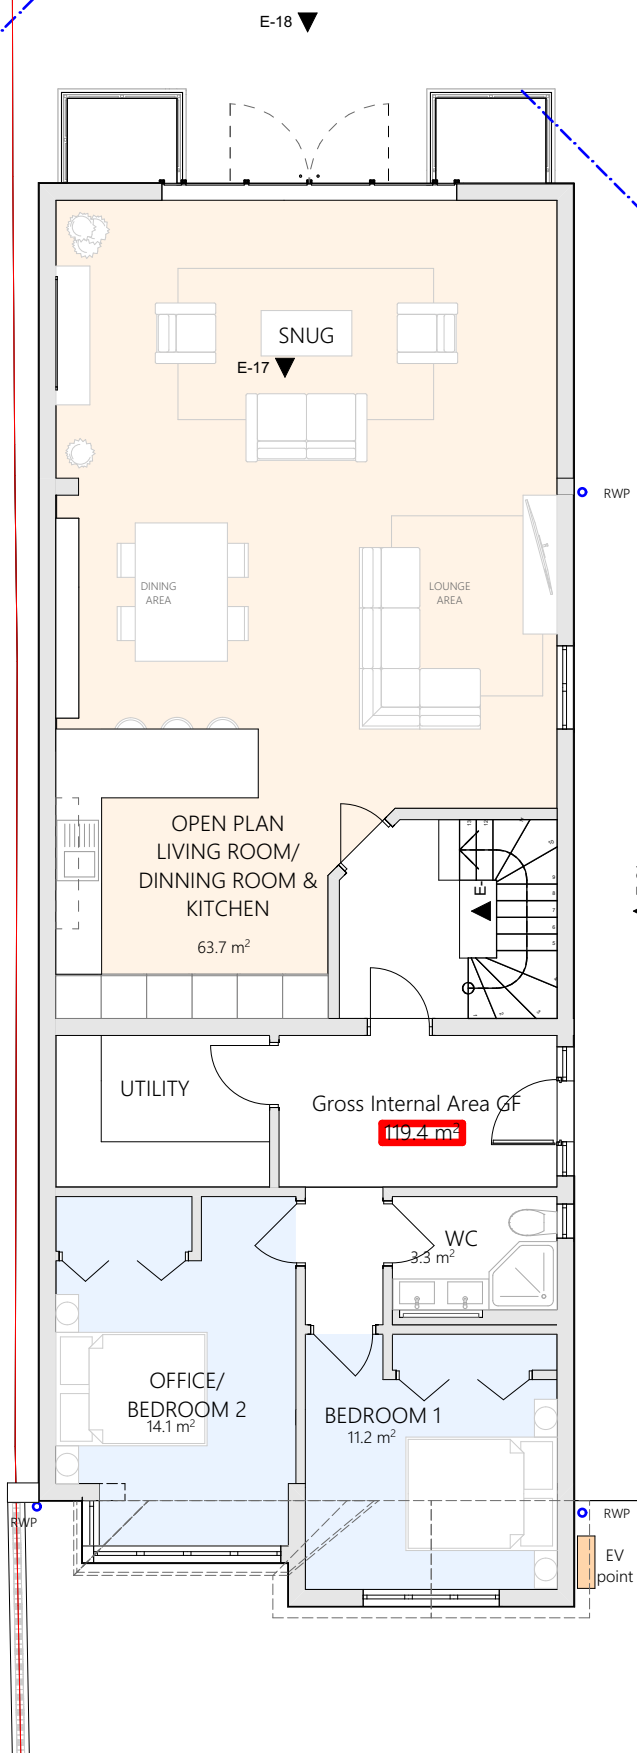 E-18
SNUG
E-17
RWP
DINING
AREA
LOUNGE
AREA
OPEN PLAN
LIVING ROOM/
DINNING ROOM &
KITCHEN
63.7 m²
E-
UTILITY
Gross Internal Area GF
119.4 m²
WC
3.3 m²
OFFICE/
BEDROOM 2
14.1 m²
BEDROOM 1
11.2 m²
RWP
RWP
EV
point